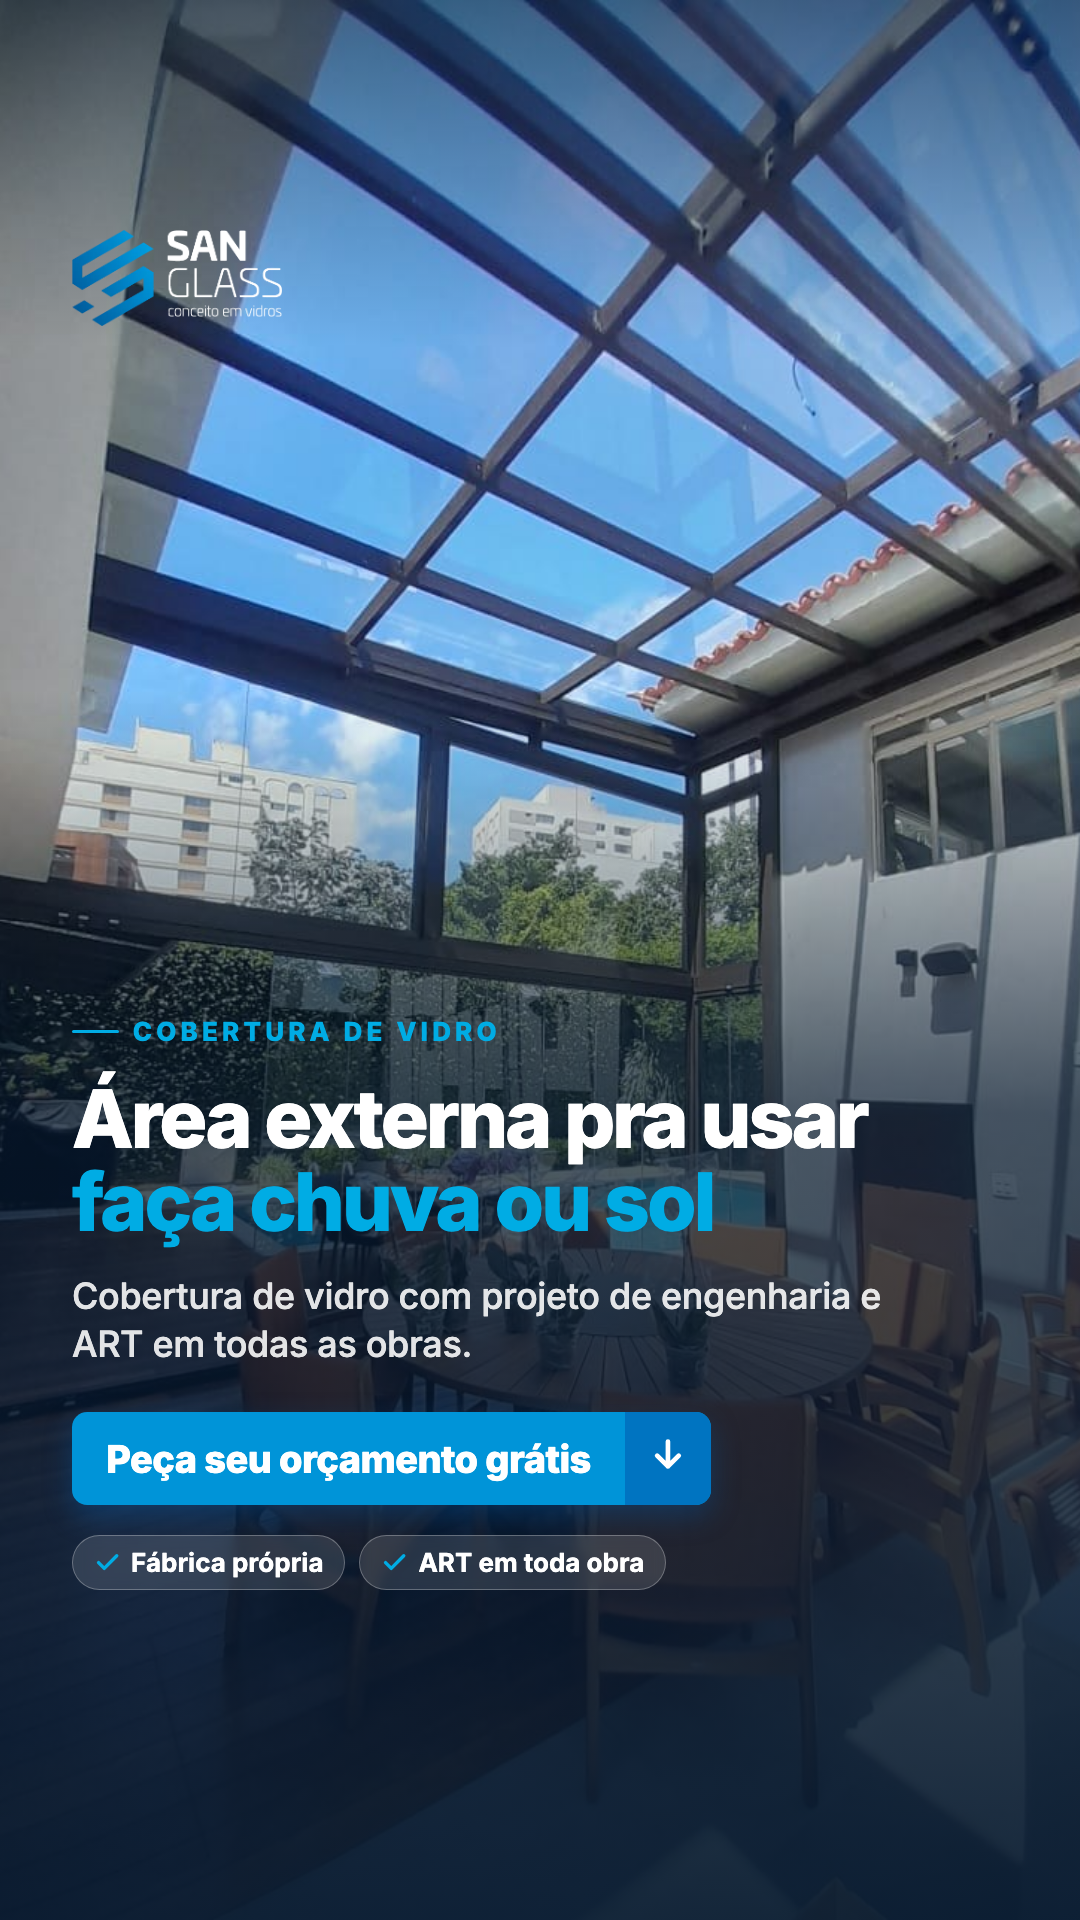 SAN
GLASS
conceito em vidros
COBERTURA DE VIDRO
Área externa pra usar
faça chuva ou sol
Cobertura de vidro com projeto de engenharia e
ART em todas as obras.
Peça seu orçamento grátis
Fábrica própria
ART em toda obra